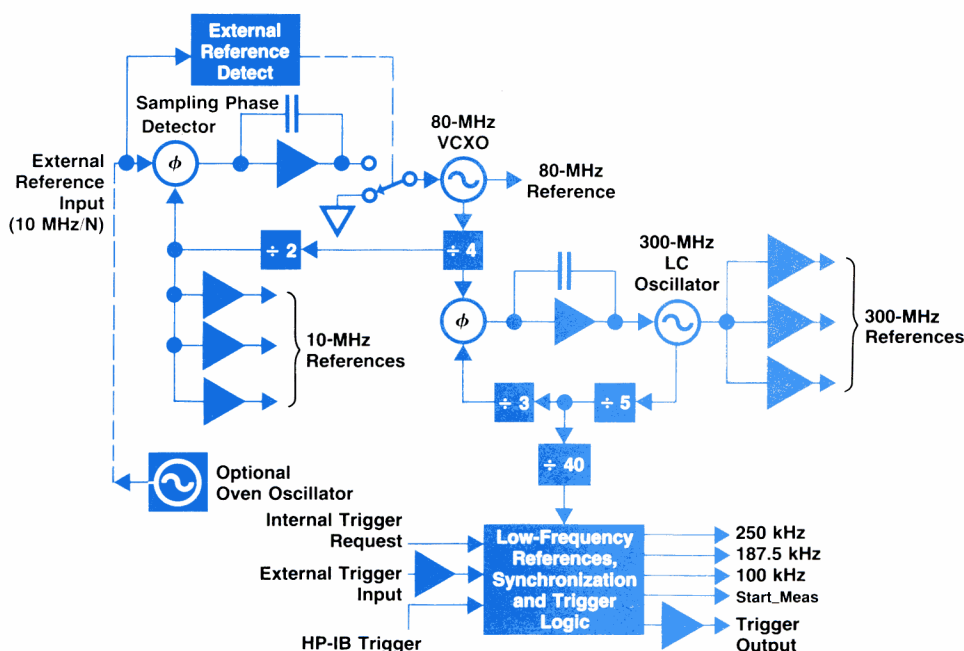 External
Reference
Detect
Sampling Phase
Detector
ϕ
External
Reference
Input
(10 MHz/N)
80-MHz
VCXO
80-MHz
Reference
÷ 2
÷ 4
10-MHz
References
ϕ
300-MHz
LC
Oscillator
300-MHz
References
÷ 3
÷ 5
÷ 40
Optional
Oven Oscillator
Internal Trigger
Request
External Trigger
Input
HP-IB Trigger
Low-Frequency
References,
Synchronization
and Trigger
Logic
250 kHz
187.5 kHz
100 kHz
Start_Meas
Trigger
Output